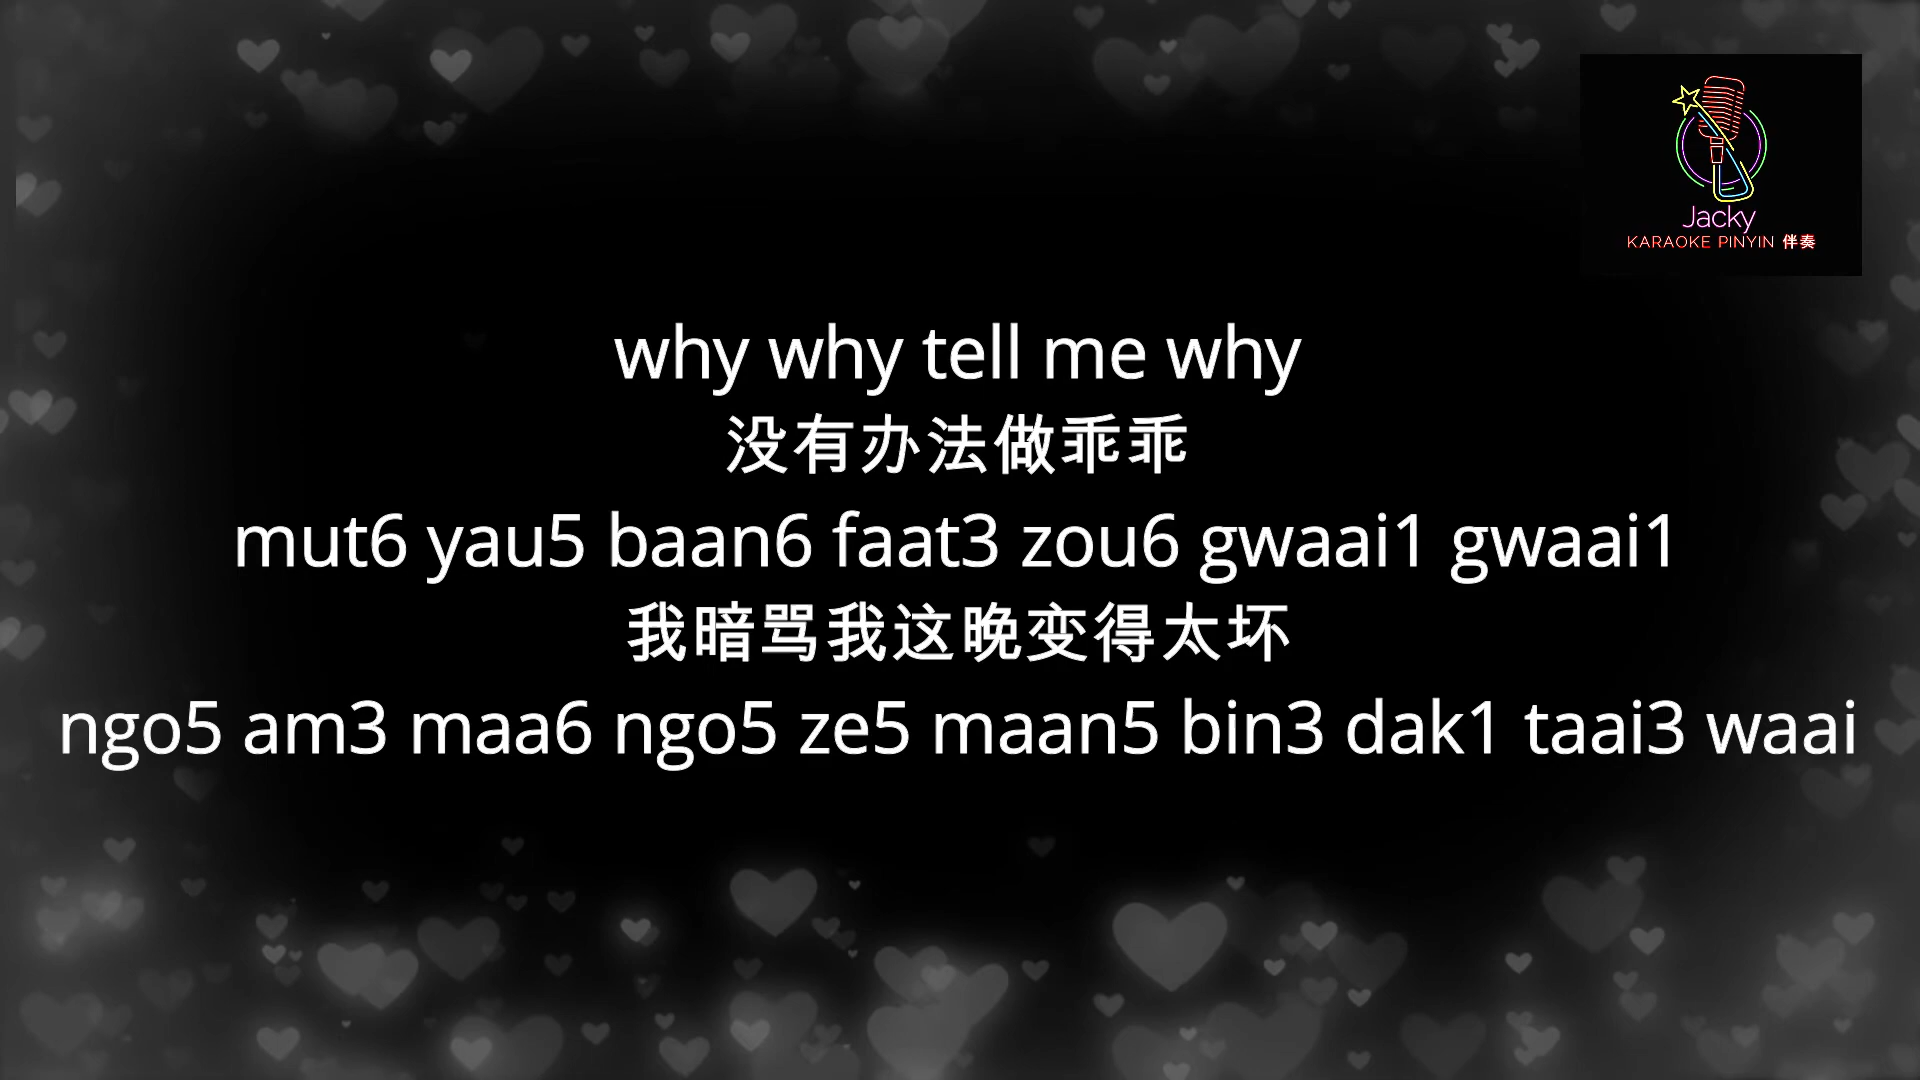 Jacky
KARAOKE PINYIN 伴奏
why why tell me why
没有办法做乖乖
mut6 yau5 baan6 faat3 zou6 gwaai1 gwaai1
我暗骂我这晚变得太坏
ngo5 am3 maa6 ngo5 ze5 maan5 bin3 dak1 taai3 waai